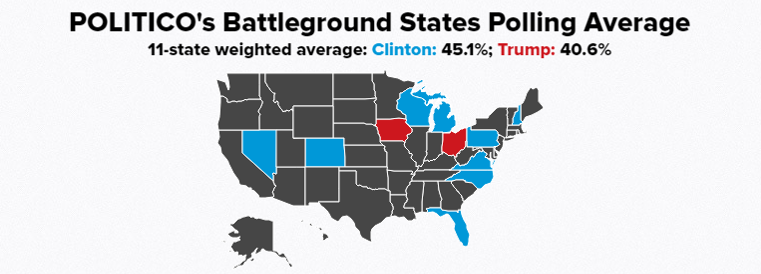 POLITICO's Battleground States Polling Average
11-state weighted average: Clinton: 45.1%; Trump: 40.6%